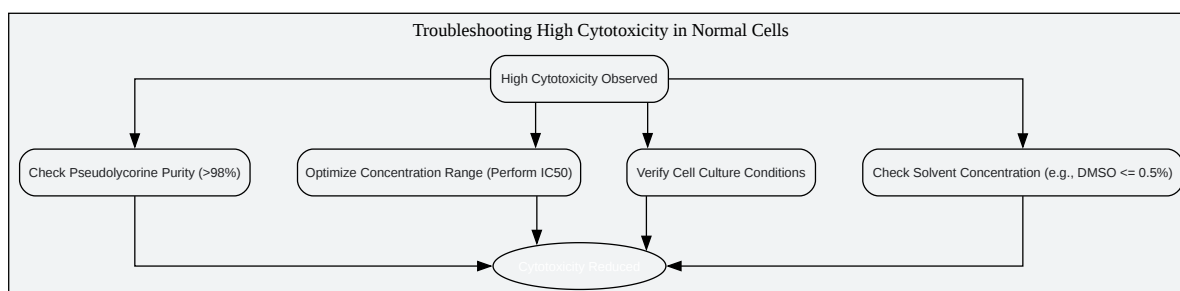 Troubleshooting High Cytotoxicity in Normal Cells
High Cytotoxicity Observed
Check Pseudolycorine Purity (>98%)
Optimize Concentration Range (Perform IC50)
Verify Cell Culture Conditions
Check Solvent Concentration (e.g., DMSO <= 0.5%)
Cytotoxicity Reduced